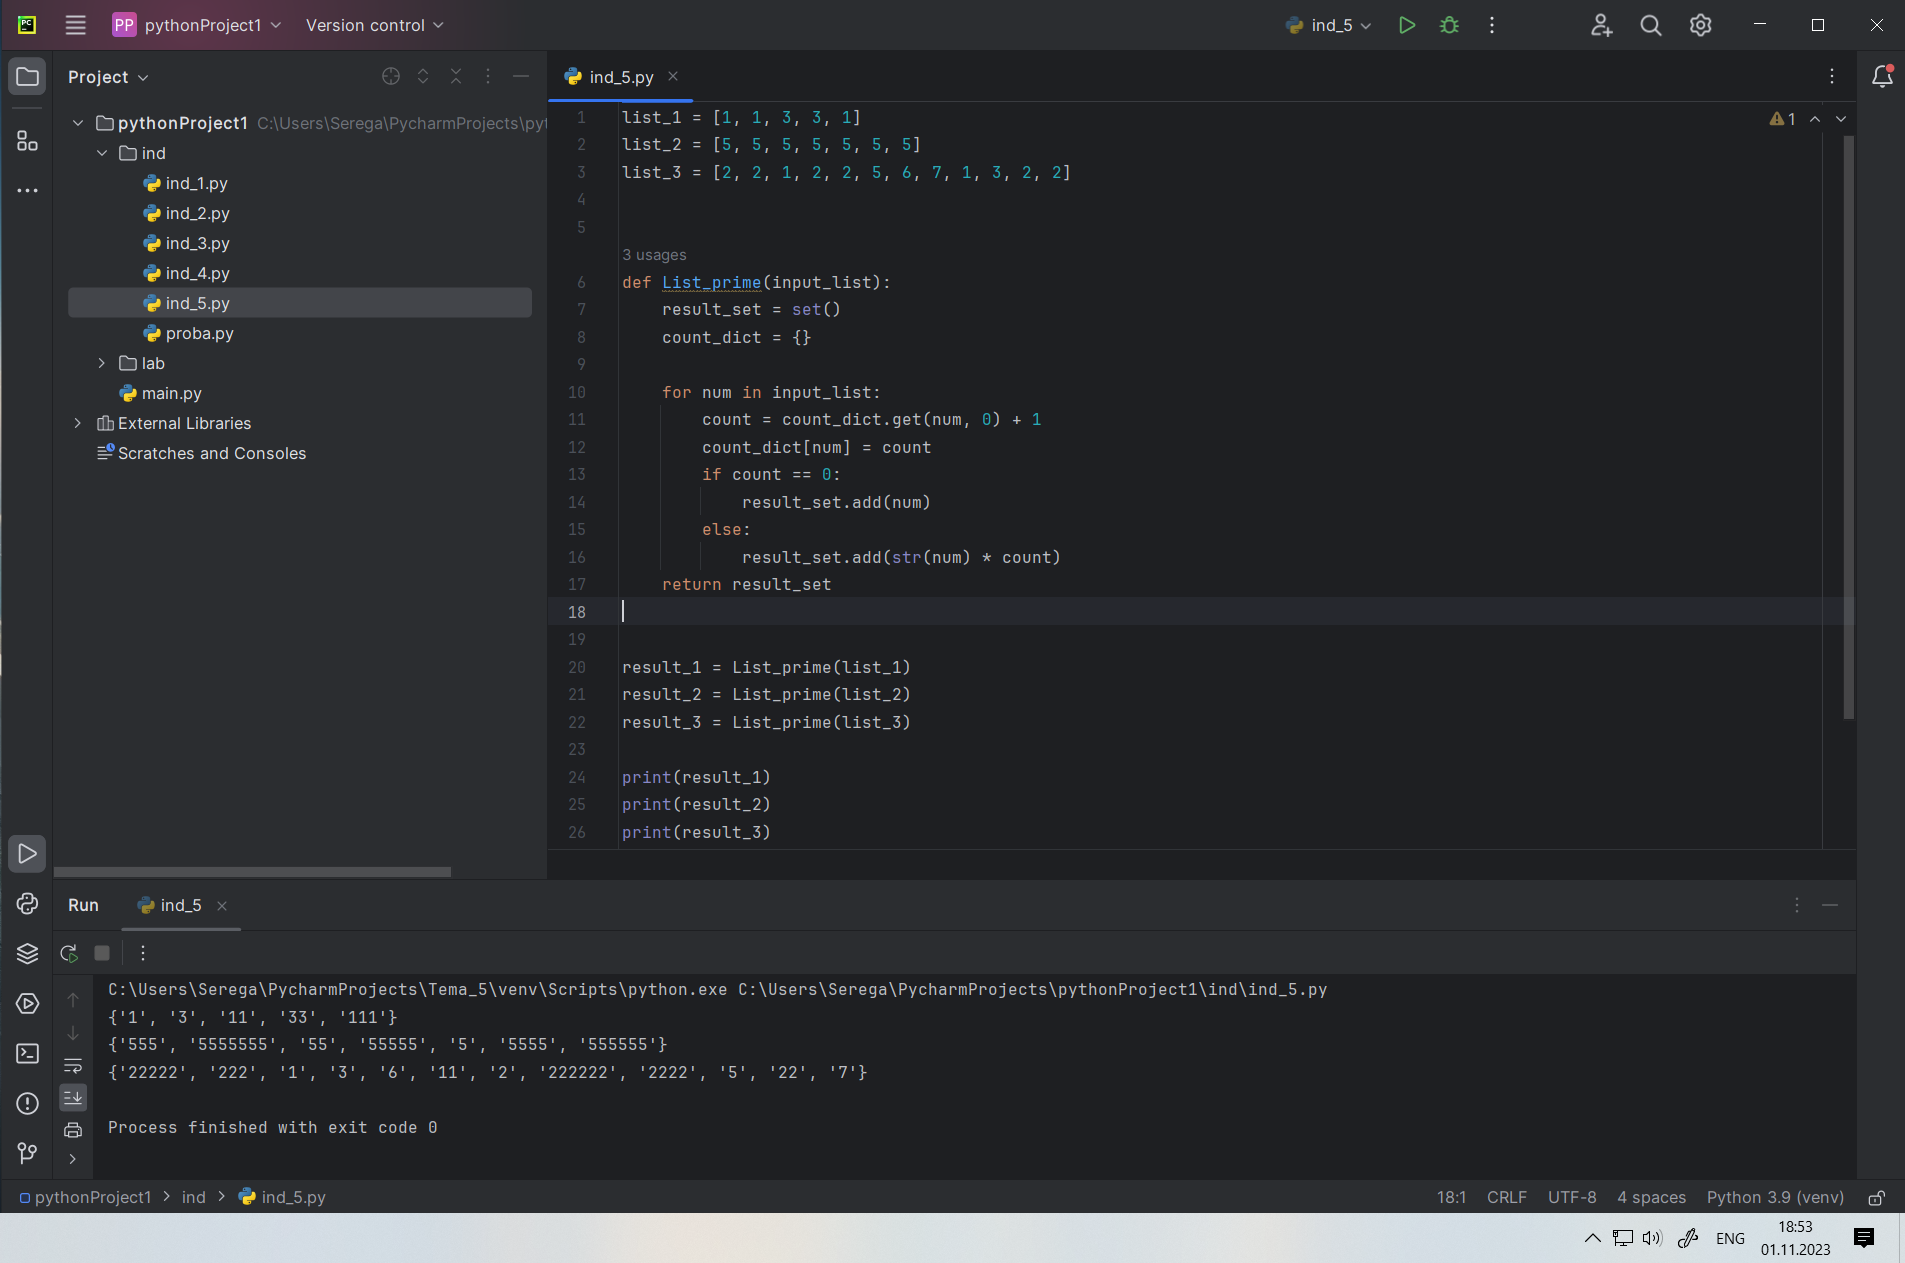 PC
PP pythonProject1 Version control ind_5
Project
ind_5.py
pythonProject1 C:\Users\Serega\PycharmProjects\pyt
ind
ind_1.py
ind_2.py
ind_3.py
ind_4.py
ind_5.py
proba.py
lab
main.py
External Libraries
Scratches and Consoles
1
1 list_1 = [1, 1, 3, 3, 1]
2 list_2 = [5, 5, 5, 5, 5, 5, 5]
3 list_3 = [2, 2, 1, 2, 2, 5, 6, 7, 1, 3, 2, 2]
4
5
3 usages
6 def List_prime(input_list):
7     result_set = set()
8     count_dict = {}
9
10     for num in input_list:
11         count = count_dict.get(num, 0) + 1
12         count_dict[num] = count
13         if count == 0:
14             result_set.add(num)
15         else:
16             result_set.add(str(num) * count)
17     return result_set
18
19
20 result_1 = List_prime(list_1)
21 result_2 = List_prime(list_2)
22 result_3 = List_prime(list_3)
23
24 print(result_1)
25 print(result_2)
26 print(result_3)
Run ind_5
C:\Users\Serega\PycharmProjects\Tema_5\venv\Scripts\python.exe C:\Users\Serega\PycharmProjects\pythonProject1\ind\ind_5.py
{'1', '3', '11', '33', '111'}
{'555', '5555555', '55', '55555', '5', '5555', '555555'}
{'22222', '222', '1', '3', '6', '11', '2', '222222', '2222', '5', '22', '7'}
Process finished with exit code 0
pythonProject1 > ind > ind_5.py
18:1 CRLF UTF-8 4 spaces Python 3.9 (venv)
ENG
18:53
01.11.2023